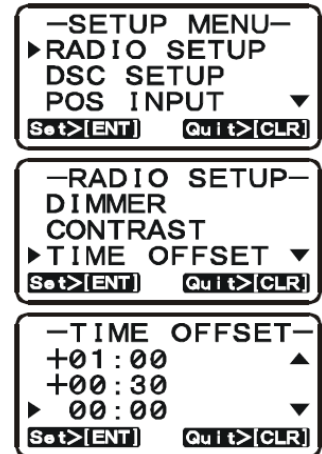 —SETUP MENU—
▶RADIO SETUP
DSC SETUP
POS INPUT ▼
Set>[ENT] Quit>[CLR]
—RADIO SETUP—
DIMMER
CONTRAST
▶TIME OFFSET ▼
Set>[ENT] Quit>[CLR]
—TIME OFFSET—
+01:00 ▲
+00:30
▶ 00:00 ▼
Set>[ENT] Quit>[CLR]